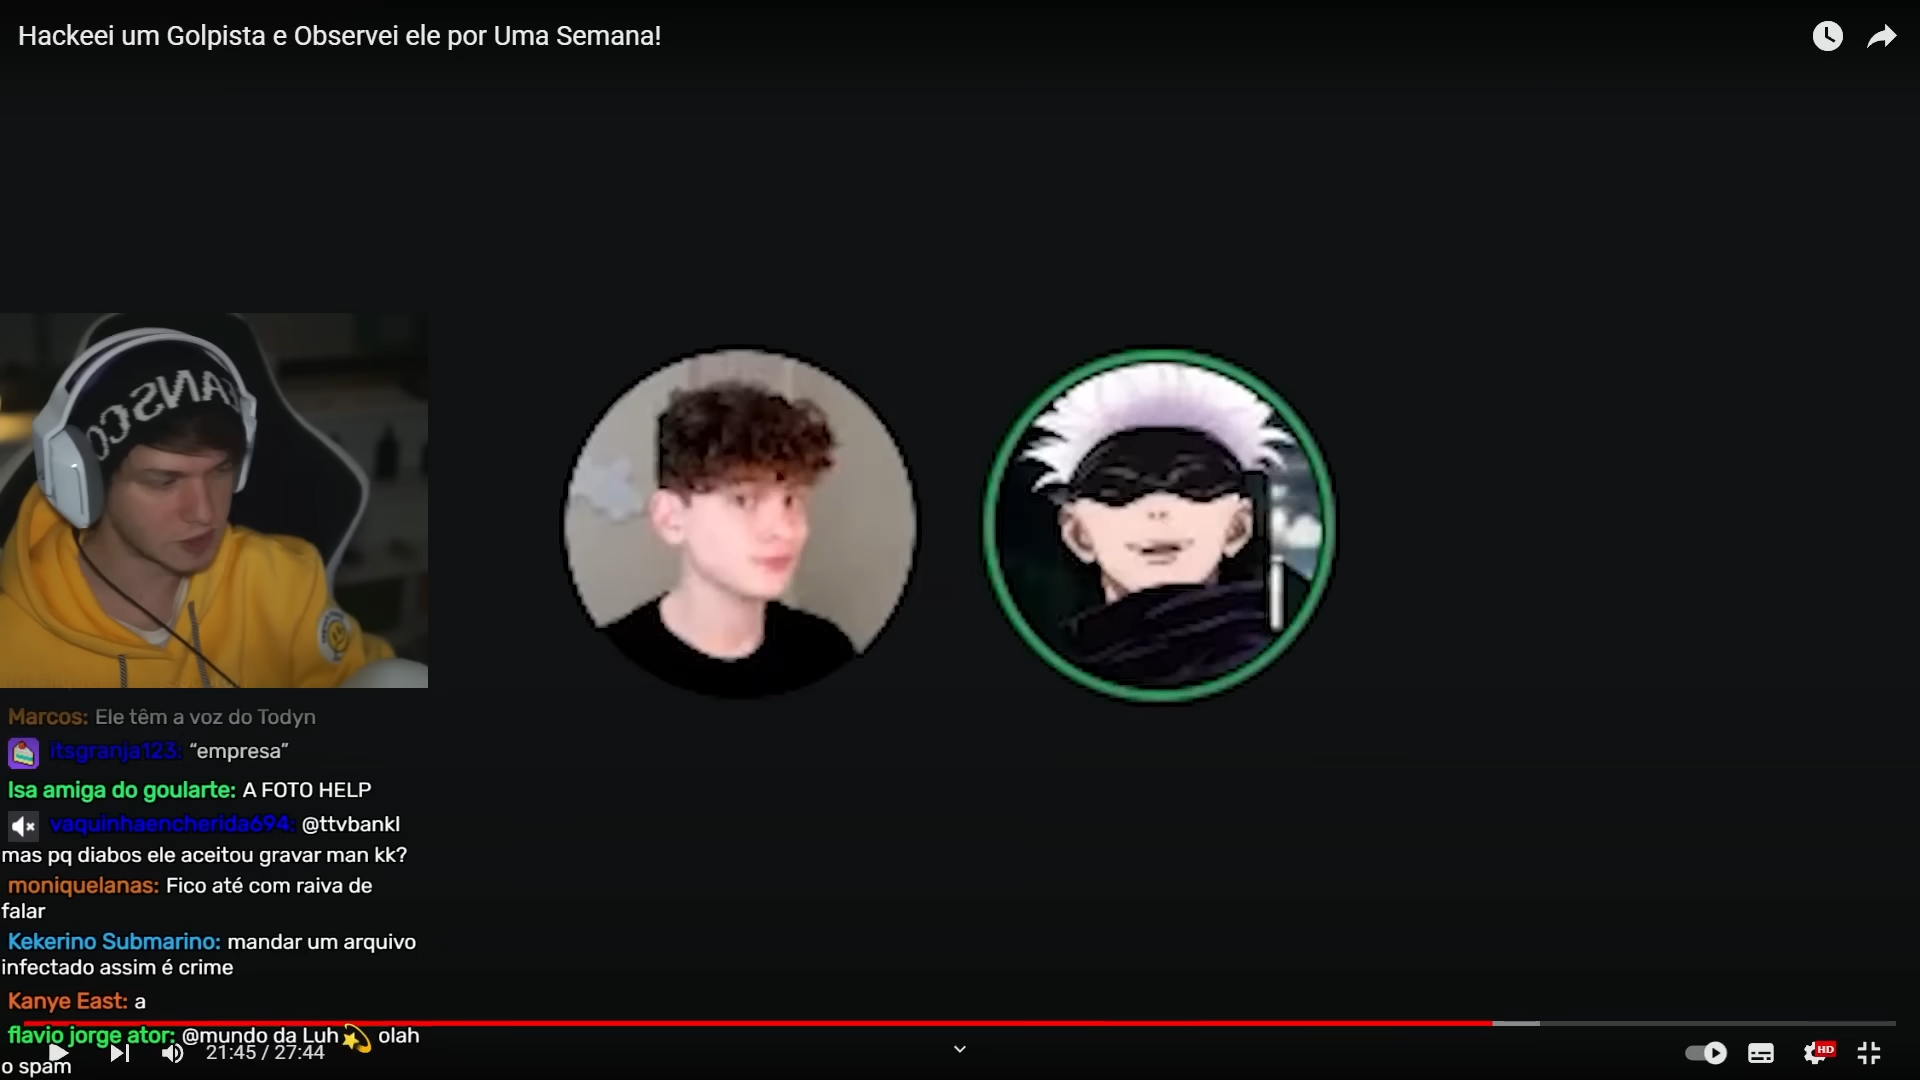 Hackeei um Golpista e Observei ele por Uma Semana!
Marcos: Ele têm a voz do Todyn
itsgranja123: “empresa”
Isa amiga do goularte: A FOTO HELP
vaquinhaencherida694: @ttvbankl
mas pq diabos ele aceitou gravar man kk?
moniquelanas: Fico até com raiva de
falar
Kekerino Submarino: mandar um arquivo
infectado assim é crime
Kanye East: a
flavio jorge ator: @mundo da Luh💫 olah
o spam
21:45 / 27:44
HD